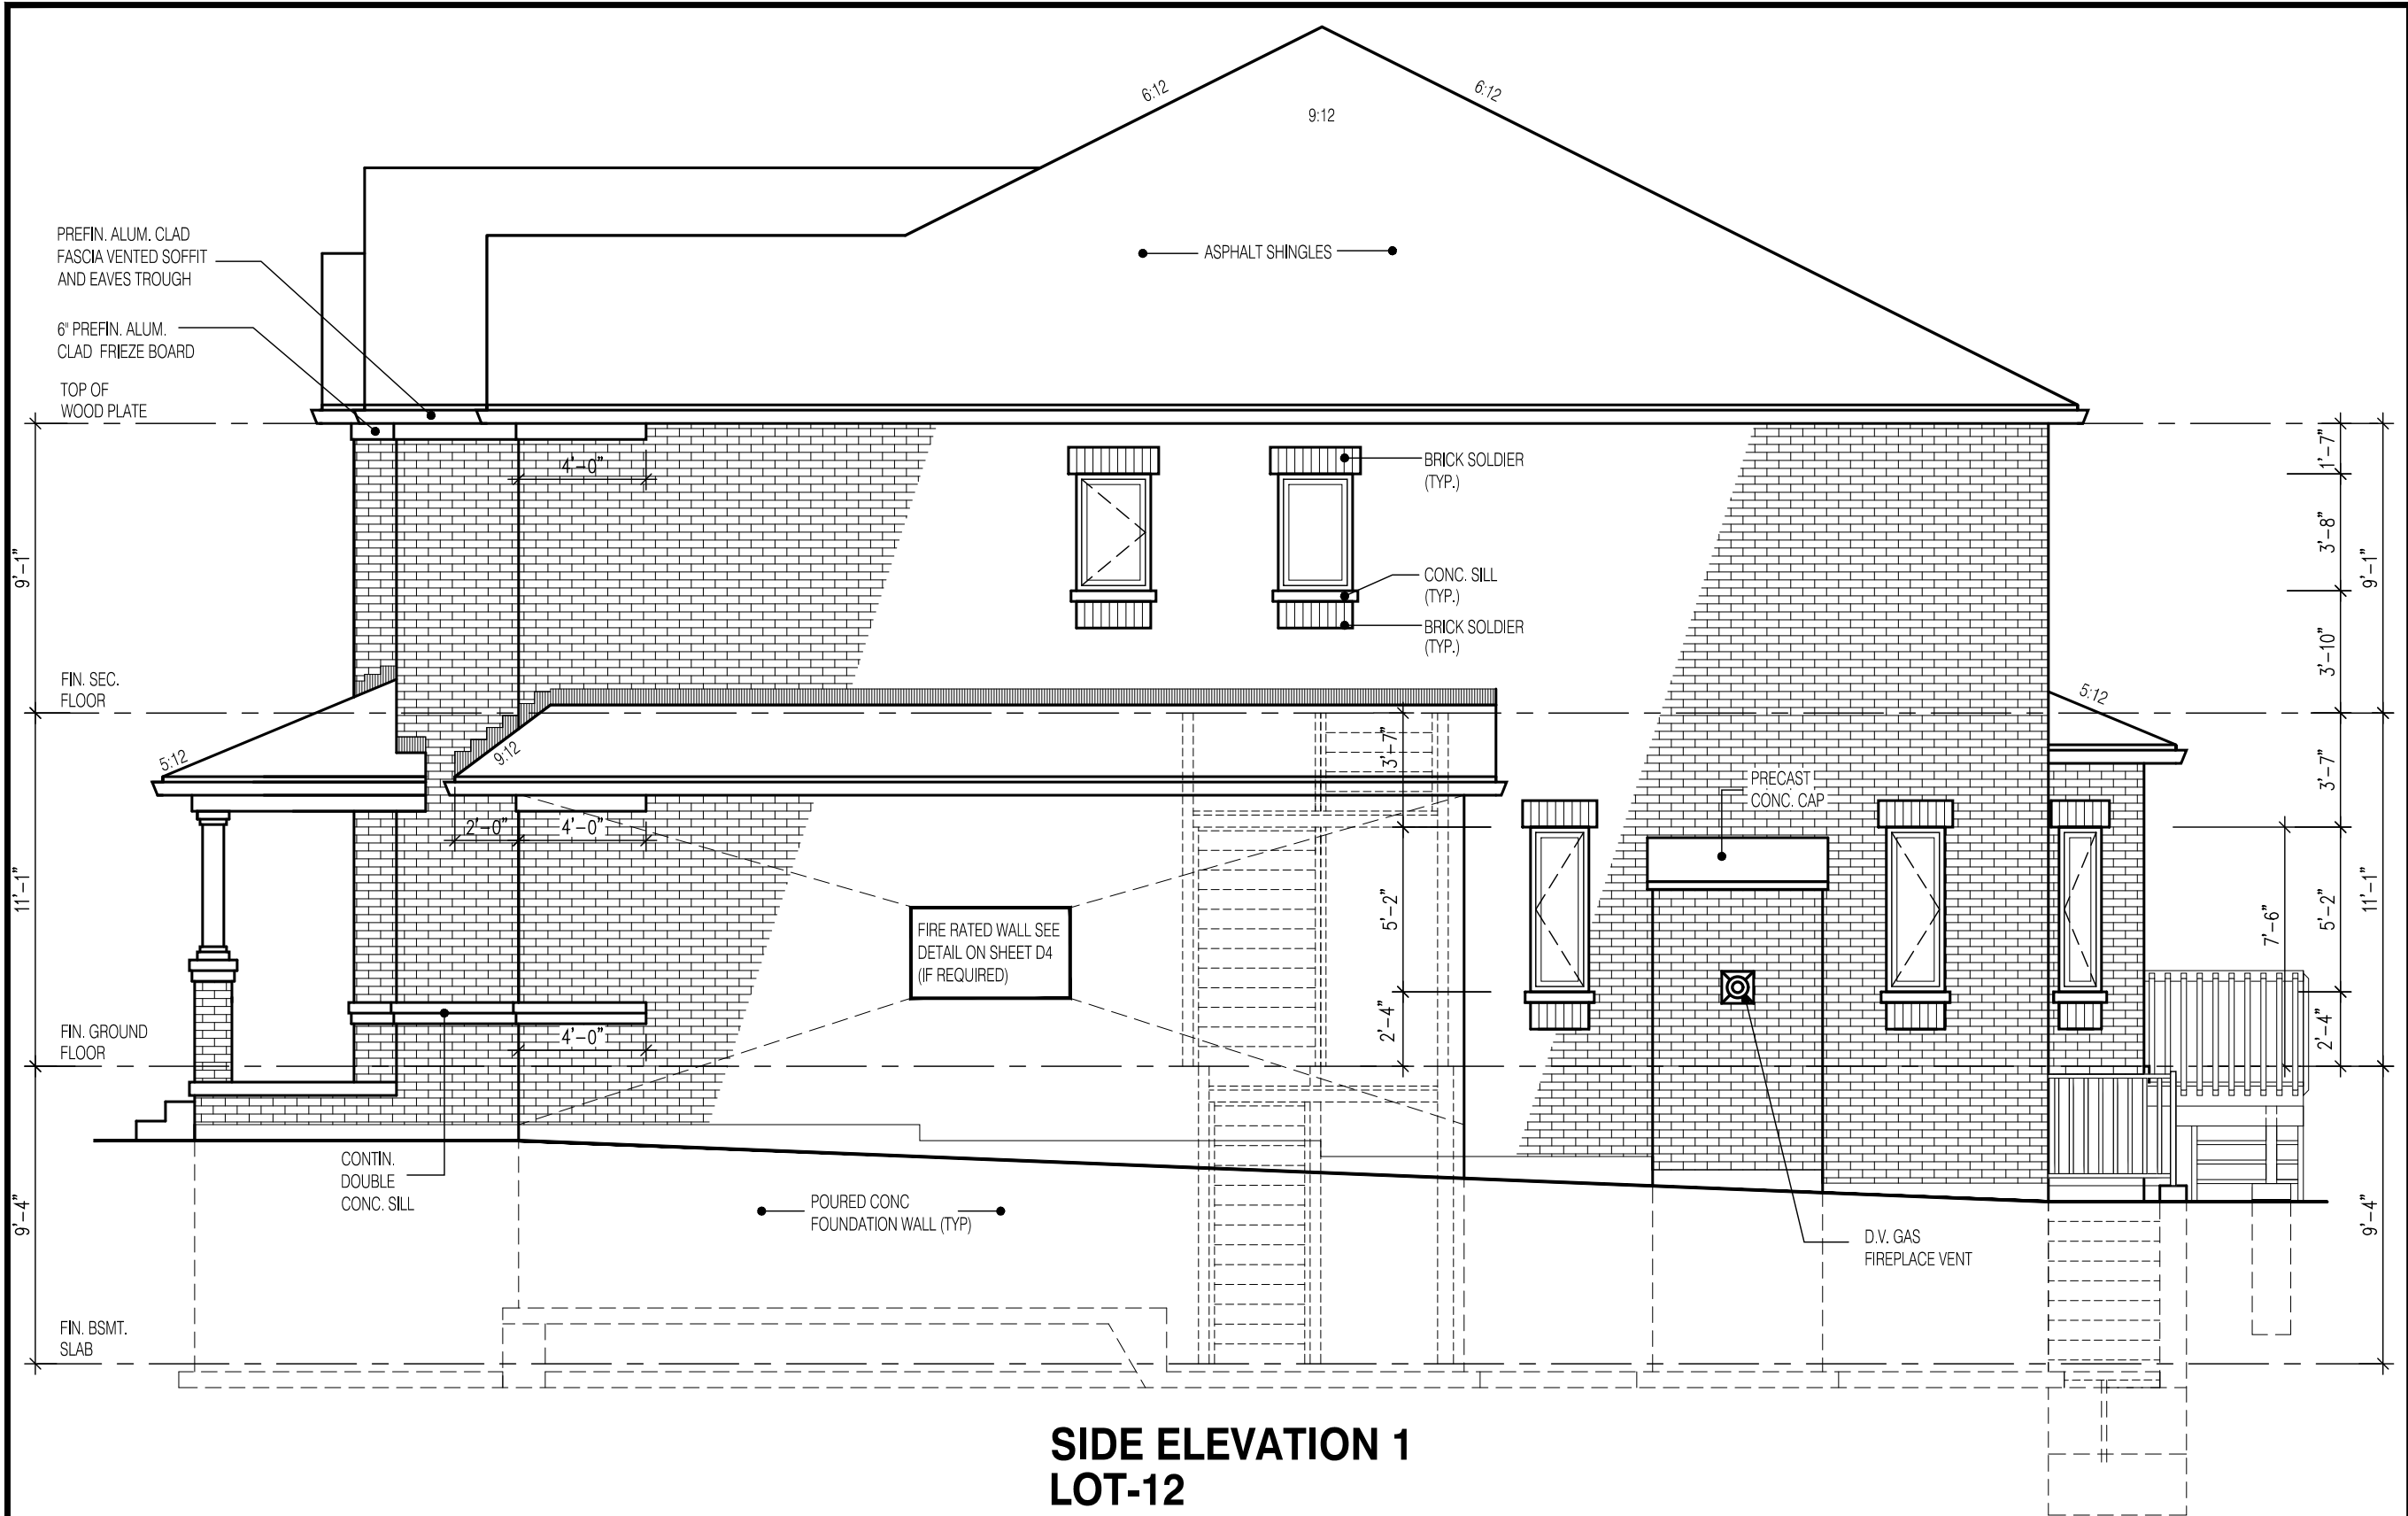 6:12
6:12
9:12
PREFIN. ALUM. CLAD
FASCIA VENTED SOFFIT
AND EAVES TROUGH
ASPHALT SHINGLES
6" PREFIN. ALUM.
CLAD FRIEZE BOARD
TOP OF
WOOD PLATE
4'-0"
BRICK SOLDIER
(TYP.)
1'-7"
3'-8"
9'-1"
9'-1"
CONC. SILL
(TYP.)
BRICK SOLDIER
(TYP.)
3'-10"
FIN. SEC.
FLOOR
5:12
5:12
9:12
3'-7"
3'-7"
PRECAST
CONC. CAP
2'-0"
4'-0"
11'-1"
5'-2"
5'-2"
11'-1"
7'-6"
FIRE RATED WALL SEE
DETAIL ON SHEET D4
(IF REQUIRED)
2'-4"
2'-4"
FIN. GROUND
FLOOR
4'-0"
CONTIN.
DOUBLE
CONC. SILL
POURED CONC
FOUNDATION WALL (TYP)
9'-4"
9'-4"
D.V. GAS
FIREPLACE VENT
FIN. BSMT.
SLAB
SIDE ELEVATION 1
LOT-12